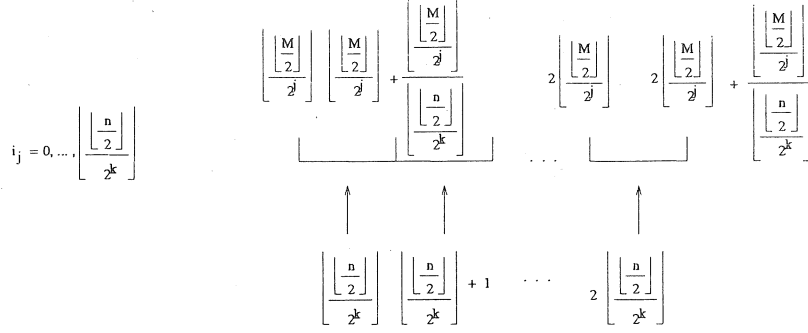 ⌊⌊M/2⌋/2^j⌋ ⌊⌊M/2⌋/2^j⌋ + ⌊⌊M/2⌋/2^j⌋/⌊⌊n/2⌋/2^k⌋ 2⌊⌊M/2⌋/2^j⌋ 2⌊⌊M/2⌋/2^j⌋ + ⌊⌊M/2⌋/2^j⌋/⌊⌊n/2⌋/2^k⌋
i_j = 0, ..., ⌊⌊n/2⌋/2^k⌋
. . .
⌊⌊n/2⌋/2^k⌋ ⌊⌊n/2⌋/2^k⌋ + 1 . . . 2⌊⌊n/2⌋/2^k⌋